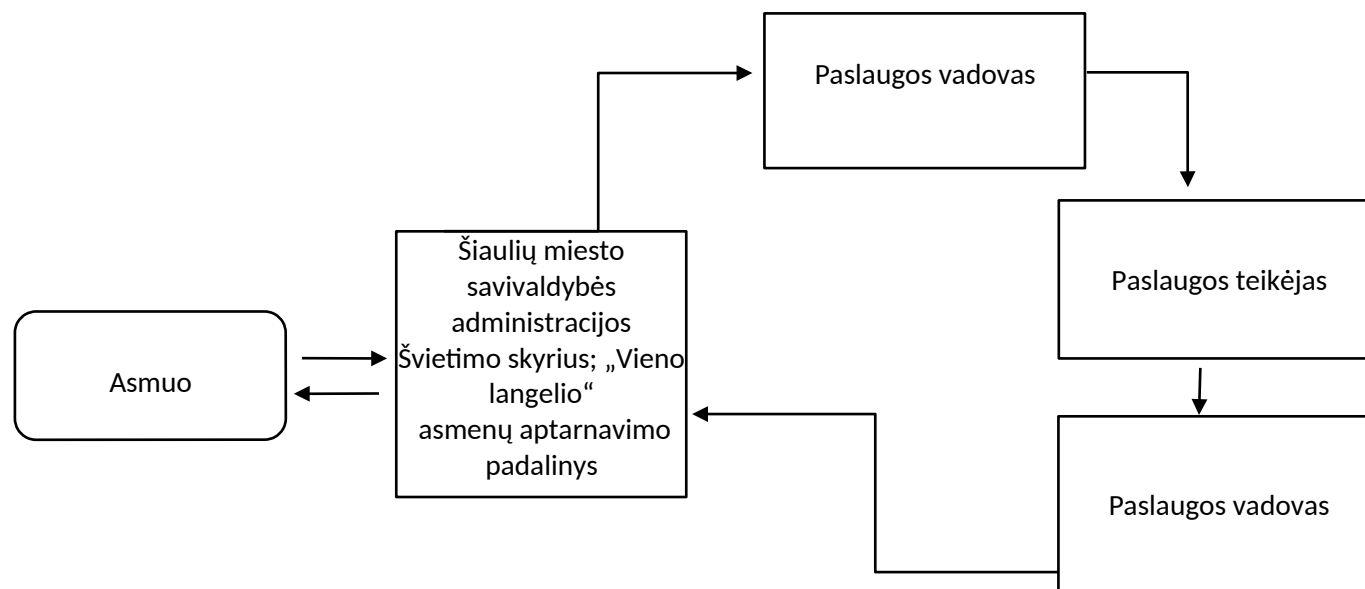 Paslaugos vadovas
Paslaugos teikėjas
Šiaulių miesto
savivaldybės
administracijos
Švietimo skyrius; „Vieno
langelio“
asmenų aptarnavimo
padalinys
Asmuo
Paslaugos vadovas